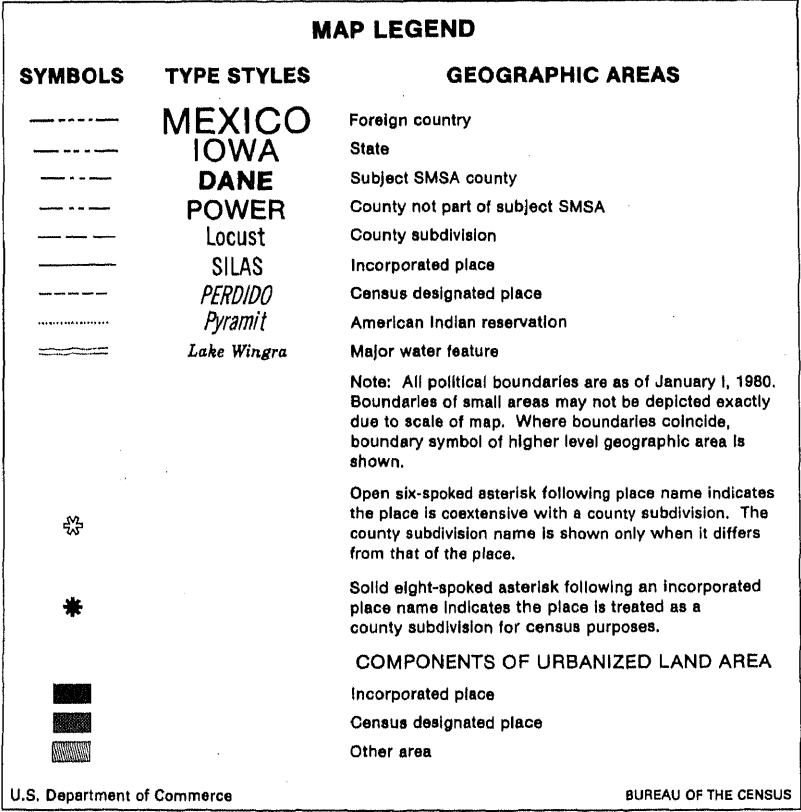 MAP LEGEND
SYMBOLS TYPE STYLES GEOGRAPHIC AREAS
MEXICO Foreign country
IOWA State
DANE Subject SMSA county
POWER County not part of subject SMSA
Locust County subdivision
SILAS Incorporated place
PERDIDO Census designated place
Pyramit American Indian reservation
Lake Wingra Major water feature
Note: All political boundaries are as of January 1, 1980.
Boundaries of small areas may not be depicted exactly
due to scale of map. Where boundaries coincide,
boundary symbol of higher level geographic area is
shown.
Open six-spoked asterisk following place name indicates
the place is coextensive with a county subdivision. The
county subdivision name is shown only when it differs
from that of the place.
Solid eight-spoked asterisk following an incorporated
place name indicates the place is treated as a
county subdivision for census purposes.
COMPONENTS OF URBANIZED LAND AREA
Incorporated place
Census designated place
Other area
U.S. Department of Commerce BUREAU OF THE CENSUS